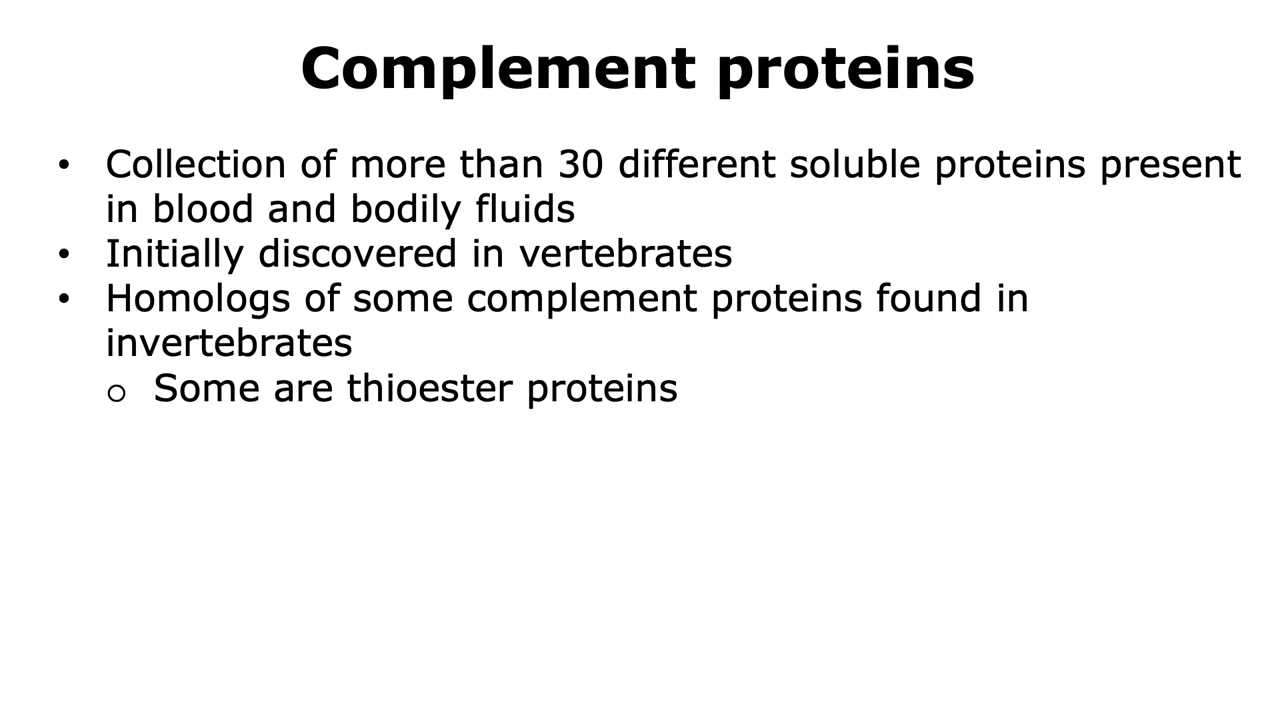 Complement proteins
• Collection of more than 30 different soluble proteins present
in blood and bodily fluids
• Initially discovered in vertebrates
• Homologs of some complement proteins found in
invertebrates
o Some are thioester proteins